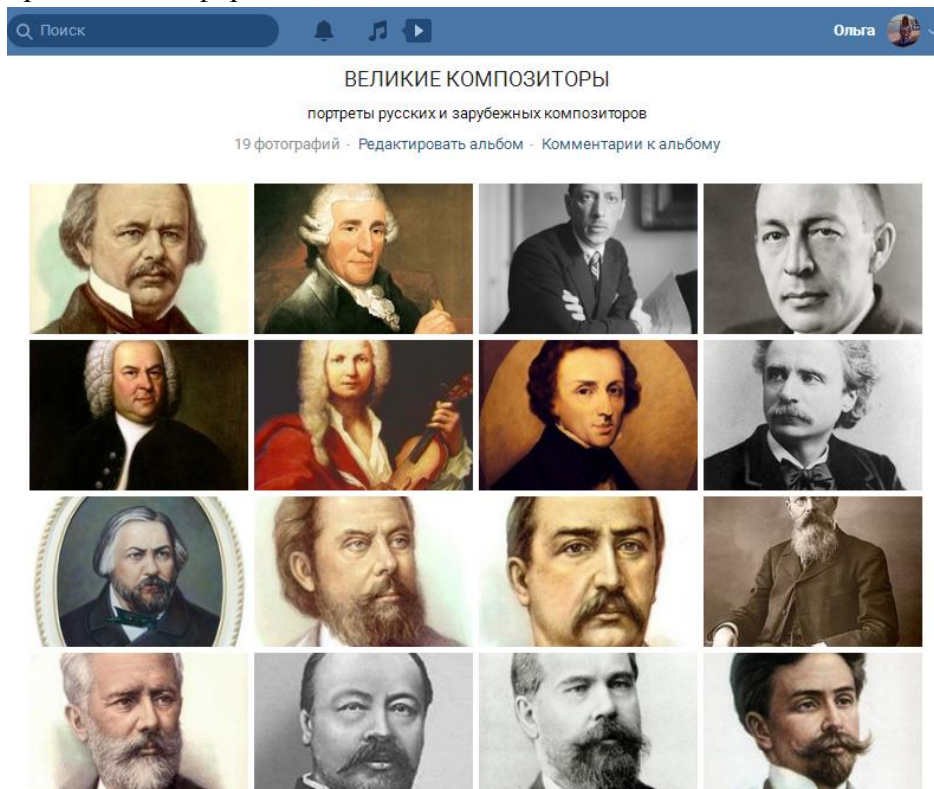 Поиск
Ольга
ВЕЛИКИЕ КОМПОЗИТОРЫ
портреты русских и зарубежных композиторов
19 фотографий · Редактировать альбом · Комментарии к альбому